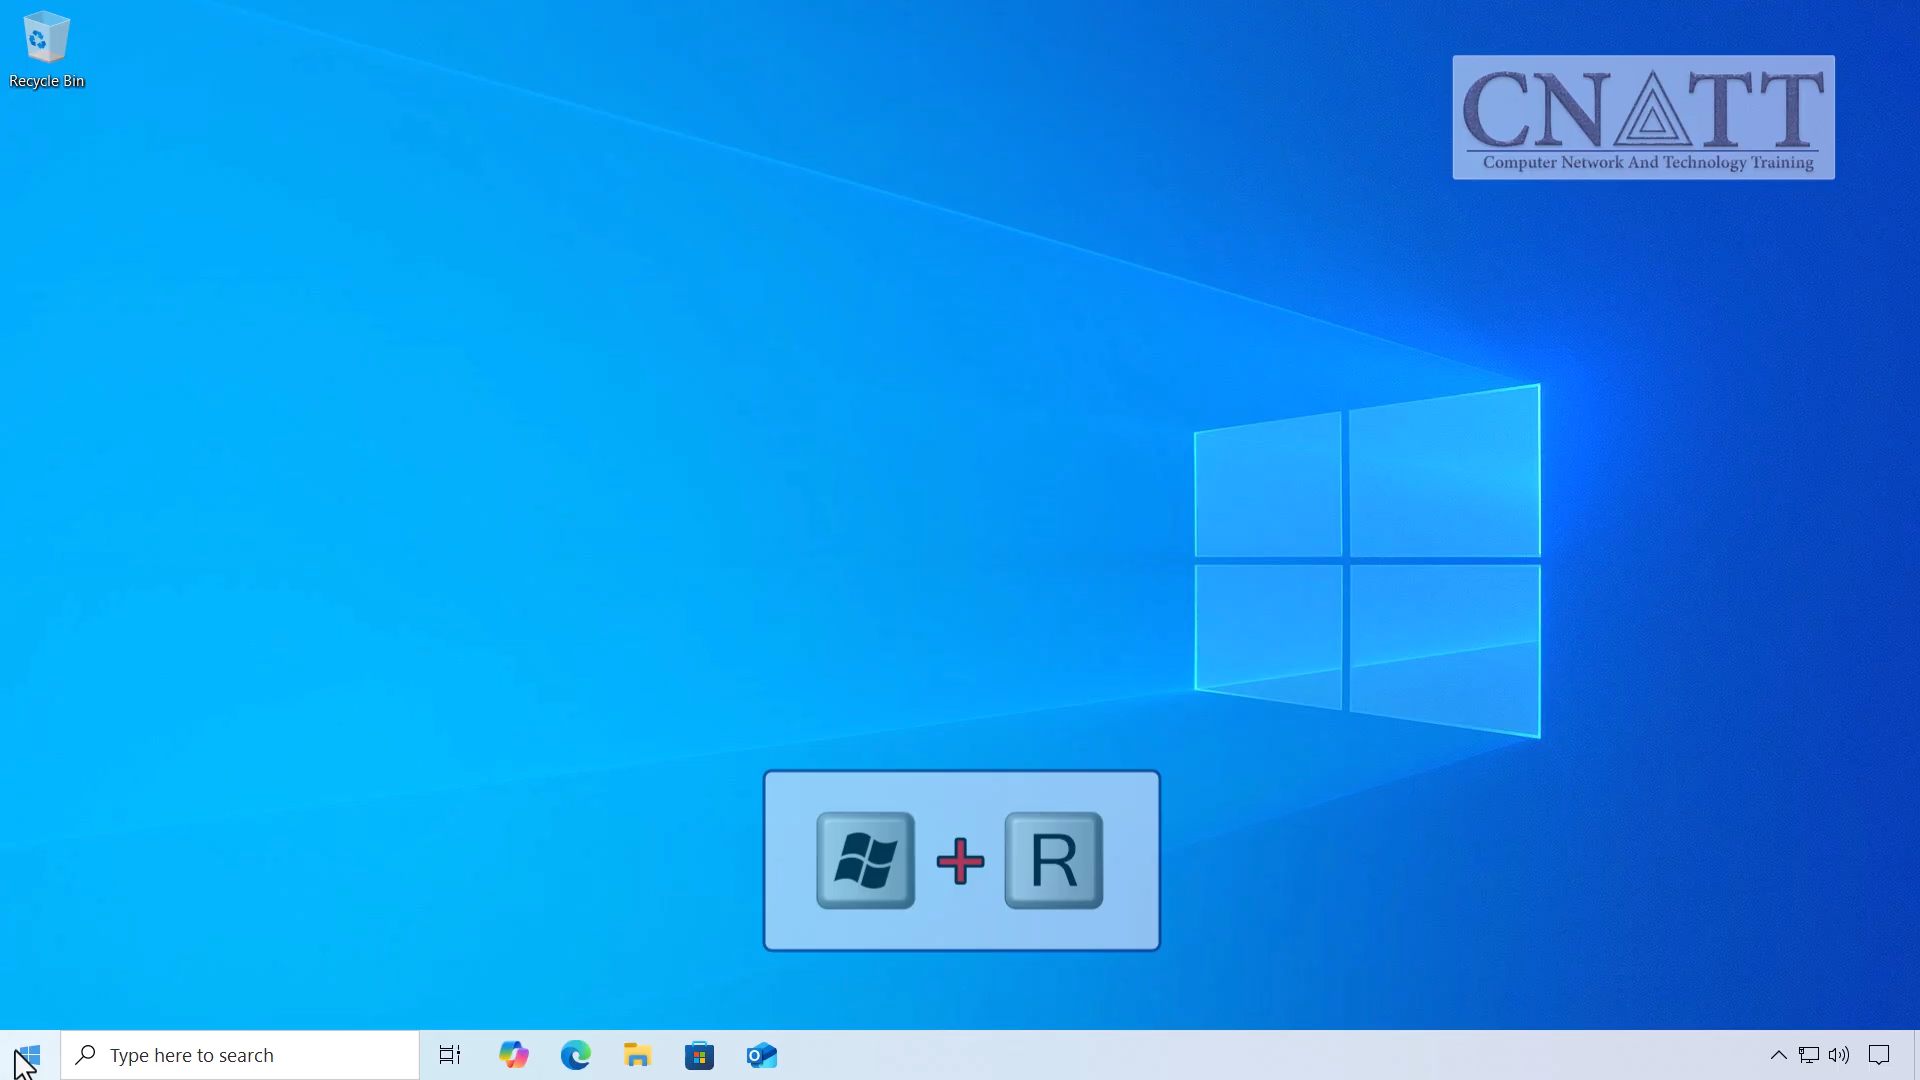 Recycle Bin
CNATT
Computer Network And Technology Training
R
Type here to search